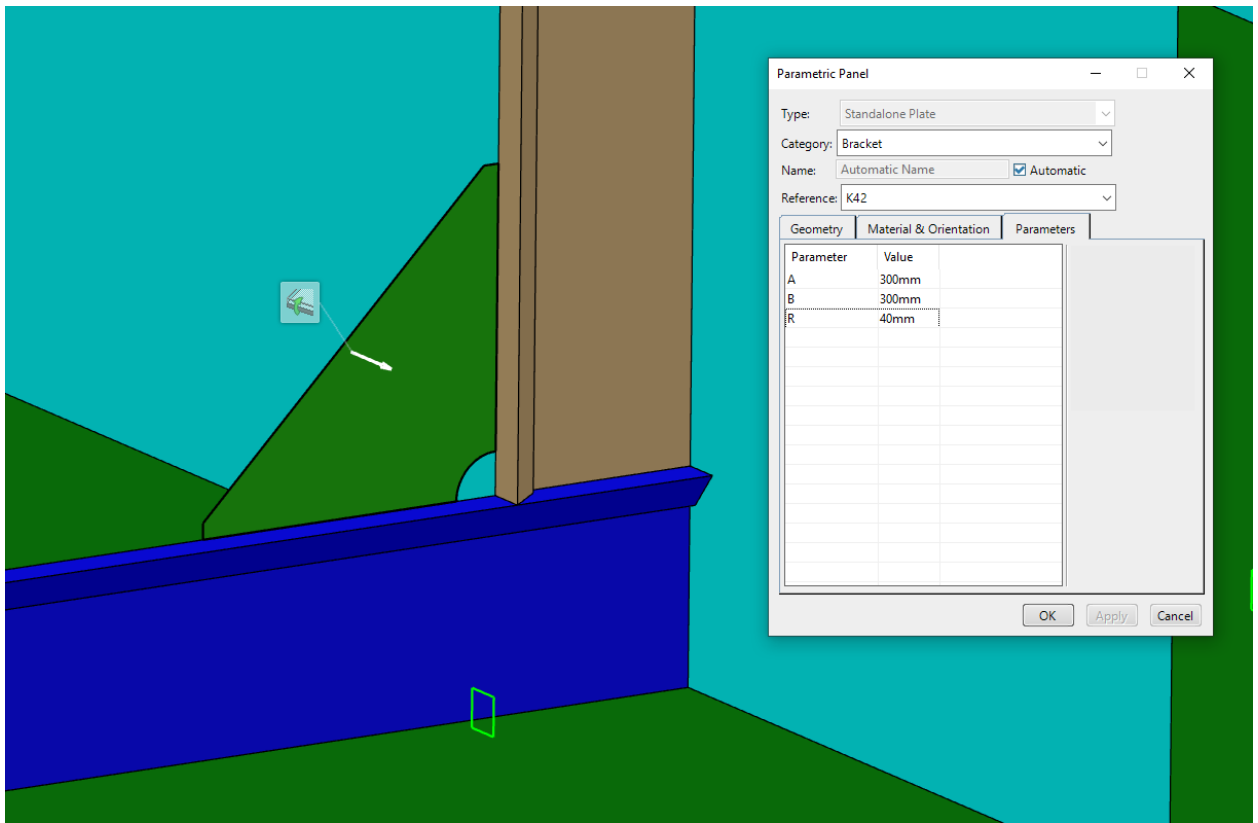 Parametric Panel
Type: Standalone Plate
Category: Bracket
Name: Automatic Name Automatic
Reference: K42
Geometry Material & Orientation Parameters
Parameter Value
A 300mm
B 300mm
R 40mm
OK Apply Cancel